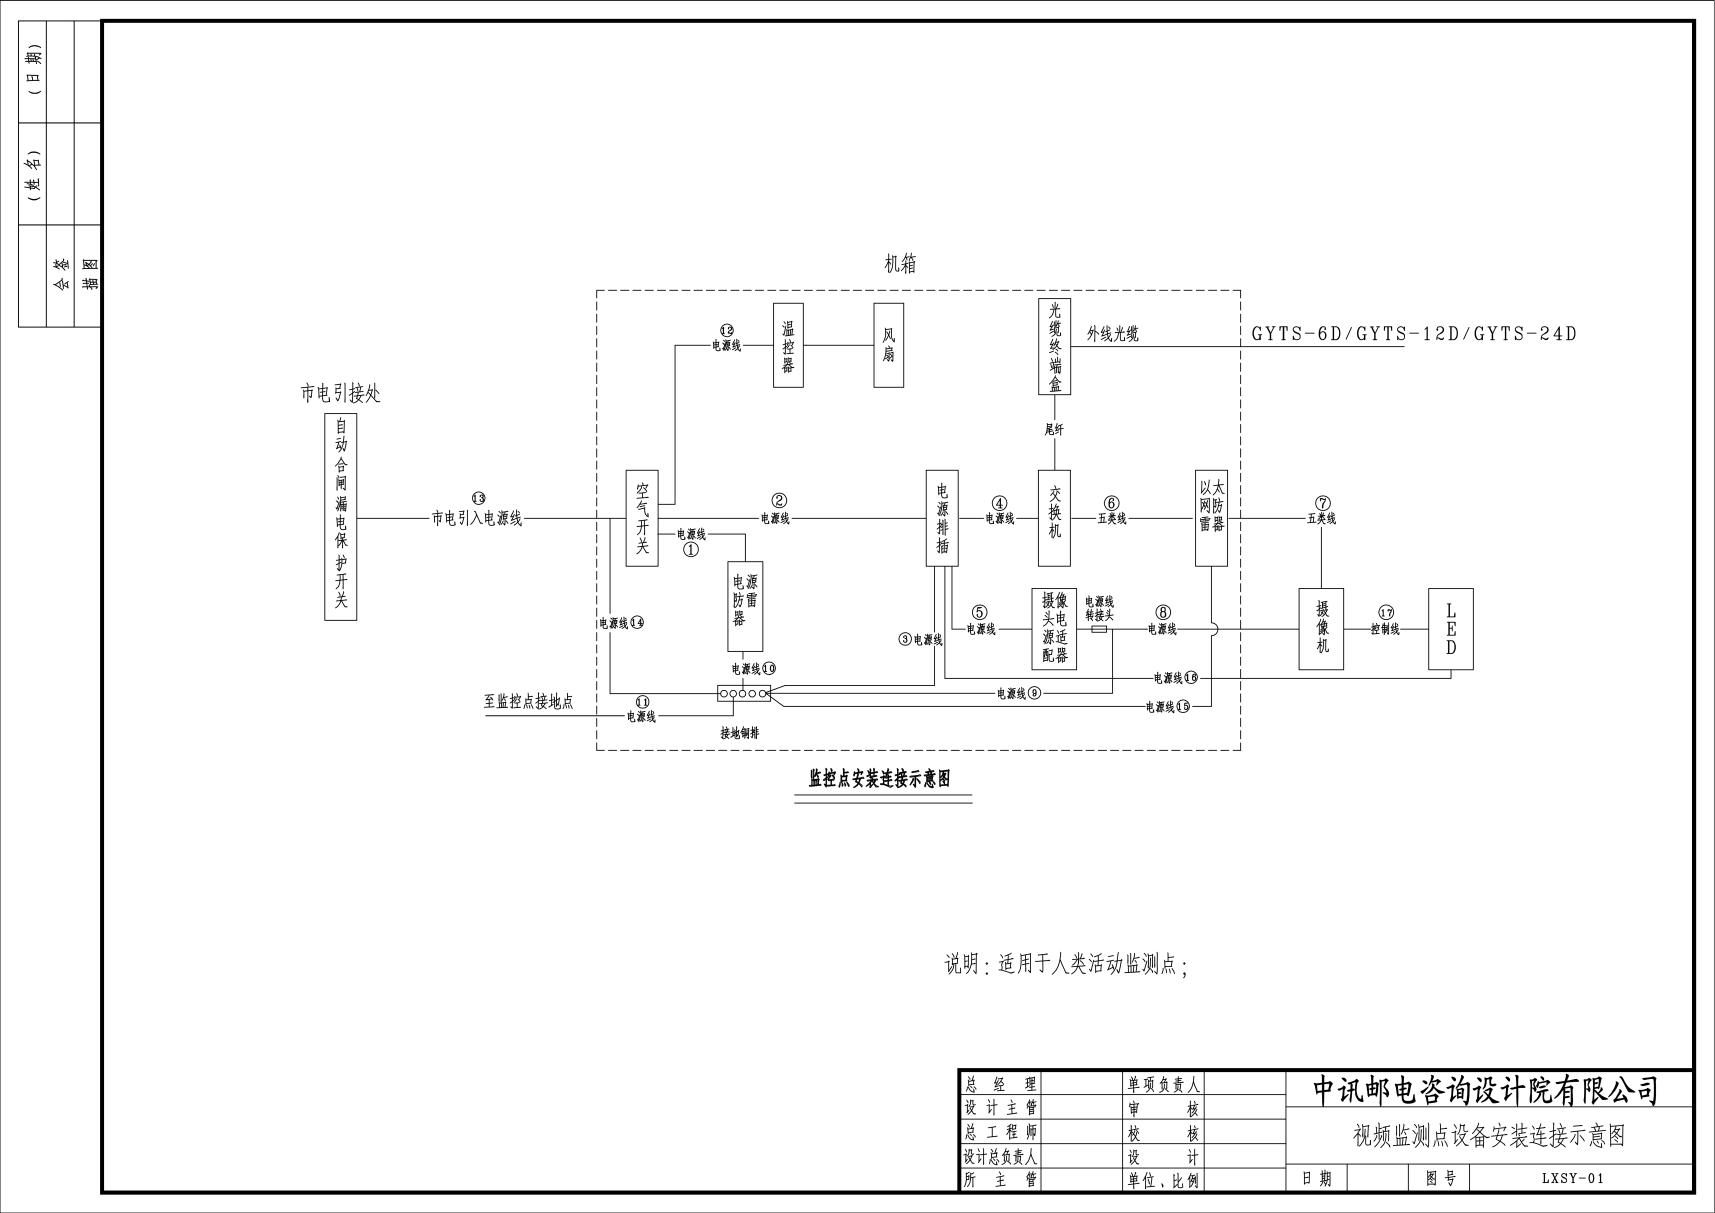 (日 期)
(姓 名)
会 签
描 图
机箱
⑫
电源线
温控器
风扇
光缆终端盒
外线光缆
GYTS-6D/GYTS-12D/GYTS-24D
市电引接处
自动合闸漏电保护开关
尾纤
⑬
市电引入电源线
空气开关
②
电源线
电源线
①
电源排插
④
电源线
交换机
⑥
五类线
以太
网防
雷器
⑦
五类线
电源
防雷
器
电源线⑭
③电源线
⑤
电源线
摄像
头电
源适
配器
电源线
转接头
⑧
电源线
摄像机
⑰
控制线
LED
电源线⑩
电源线⑯
电源线⑨
电源线⑮
至监控点接地点
⑪
电源线
接地铜排
监控点安装连接示意图
说明：适用于人类活动监测点；
总 经 理
单项负责人
中讯邮电咨询设计院有限公司
设 计 主 管
审 核
总 工 程 师
校 核
视频监测点设备安装连接示意图
设计总负责人
设 计
所 主 管
单位、比例
日 期
图 号
LXSY-01